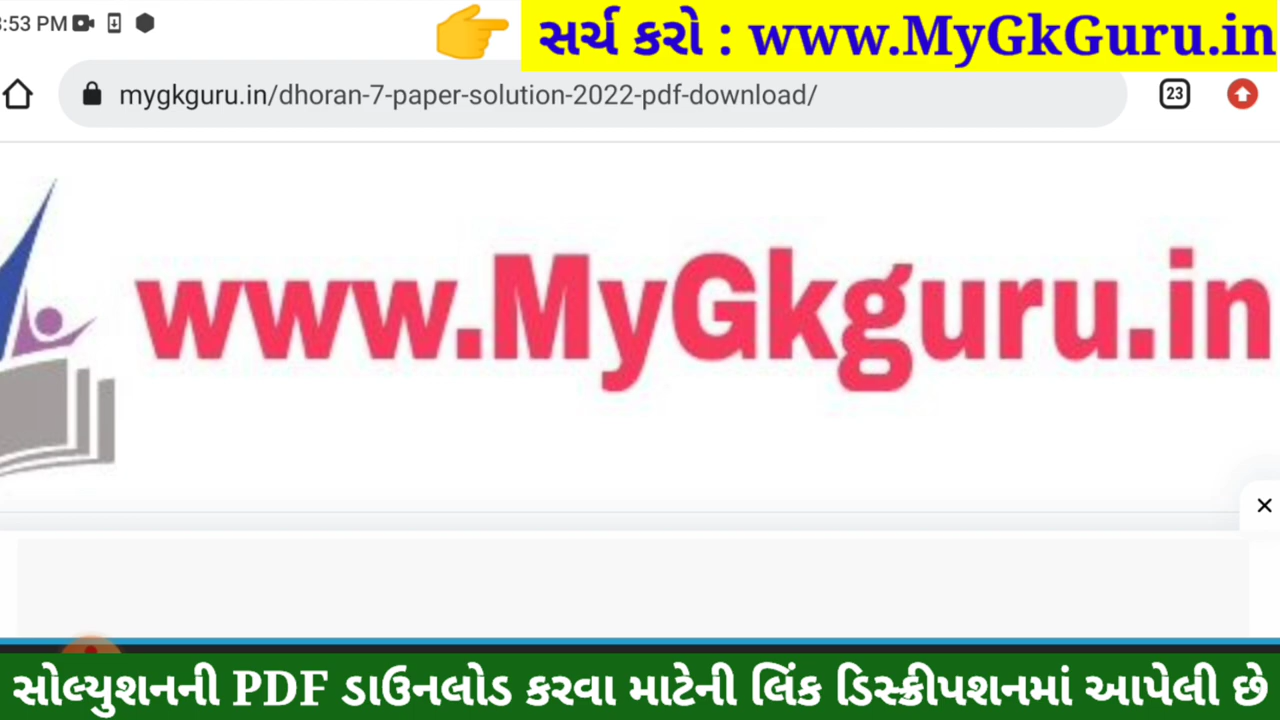 :53 PM
સર્ચ કરો : www.MyGkGuru.in
mygkguru.in/dhoran-7-paper-solution-2022-pdf-download/
23
www.MyGkguru.in
સોલ્યુશનની PDF ડાઉનલોડ કરવા માટેની લિંક ડિસ્ક્રીપશનમાં આપેલી છે